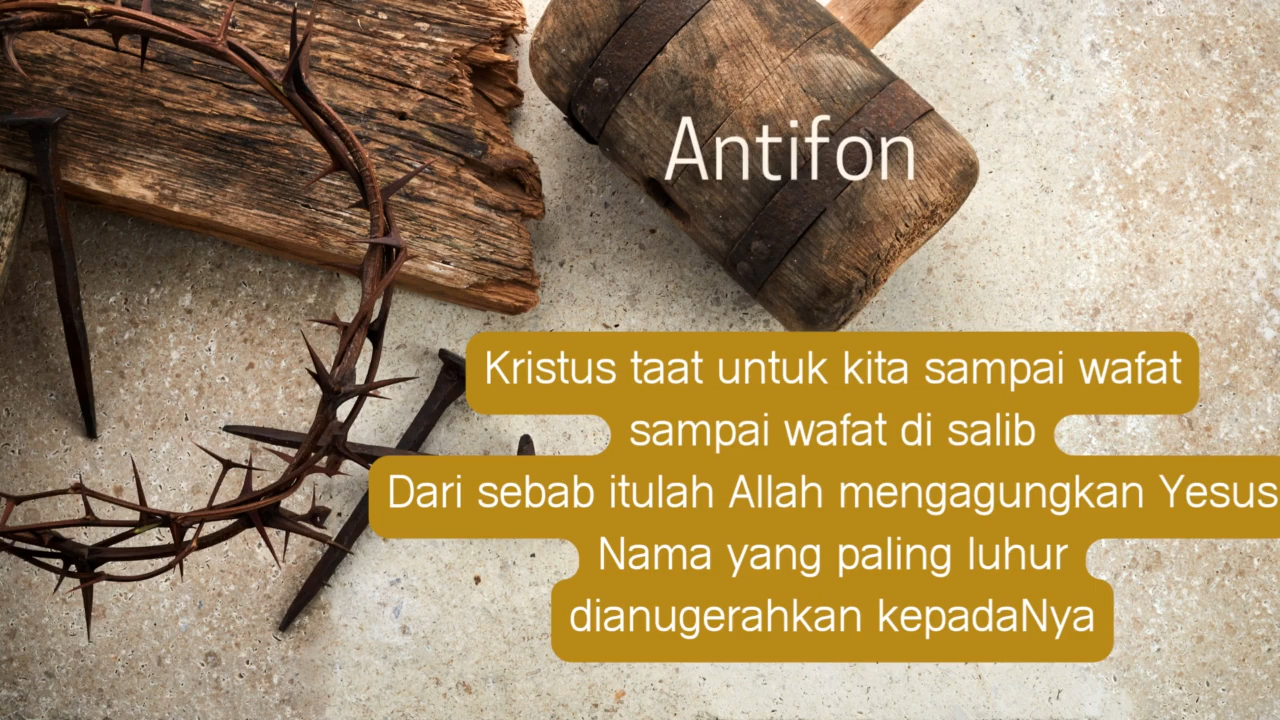 Antifon
Kristus taat untuk kita sampai wafat
sampai wafat di salib
Dari sebab itulah Allah mengagungkan Yesus
Nama yang paling luhur
dianugerahkan kepadaNya